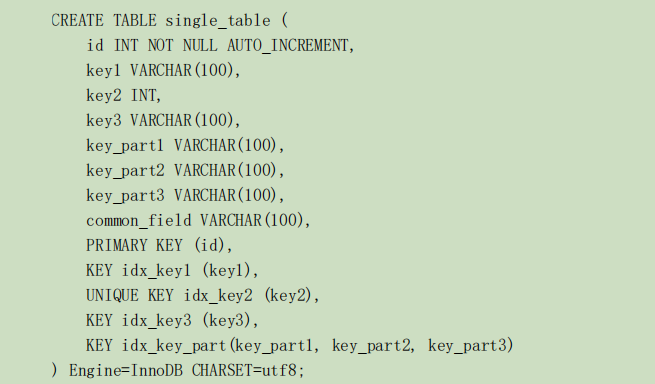 CREATE TABLE single_table (
    id INT NOT NULL AUTO_INCREMENT,
    key1 VARCHAR(100),
    key2 INT,
    key3 VARCHAR(100),
    key_part1 VARCHAR(100),
    key_part2 VARCHAR(100),
    key_part3 VARCHAR(100),
    common_field VARCHAR(100),
    PRIMARY KEY (id),
    KEY idx_key1 (key1),
    UNIQUE KEY idx_key2 (key2),
    KEY idx_key3 (key3),
    KEY idx_key_part(key_part1, key_part2, key_part3)
) Engine=InnoDB CHARSET=utf8;